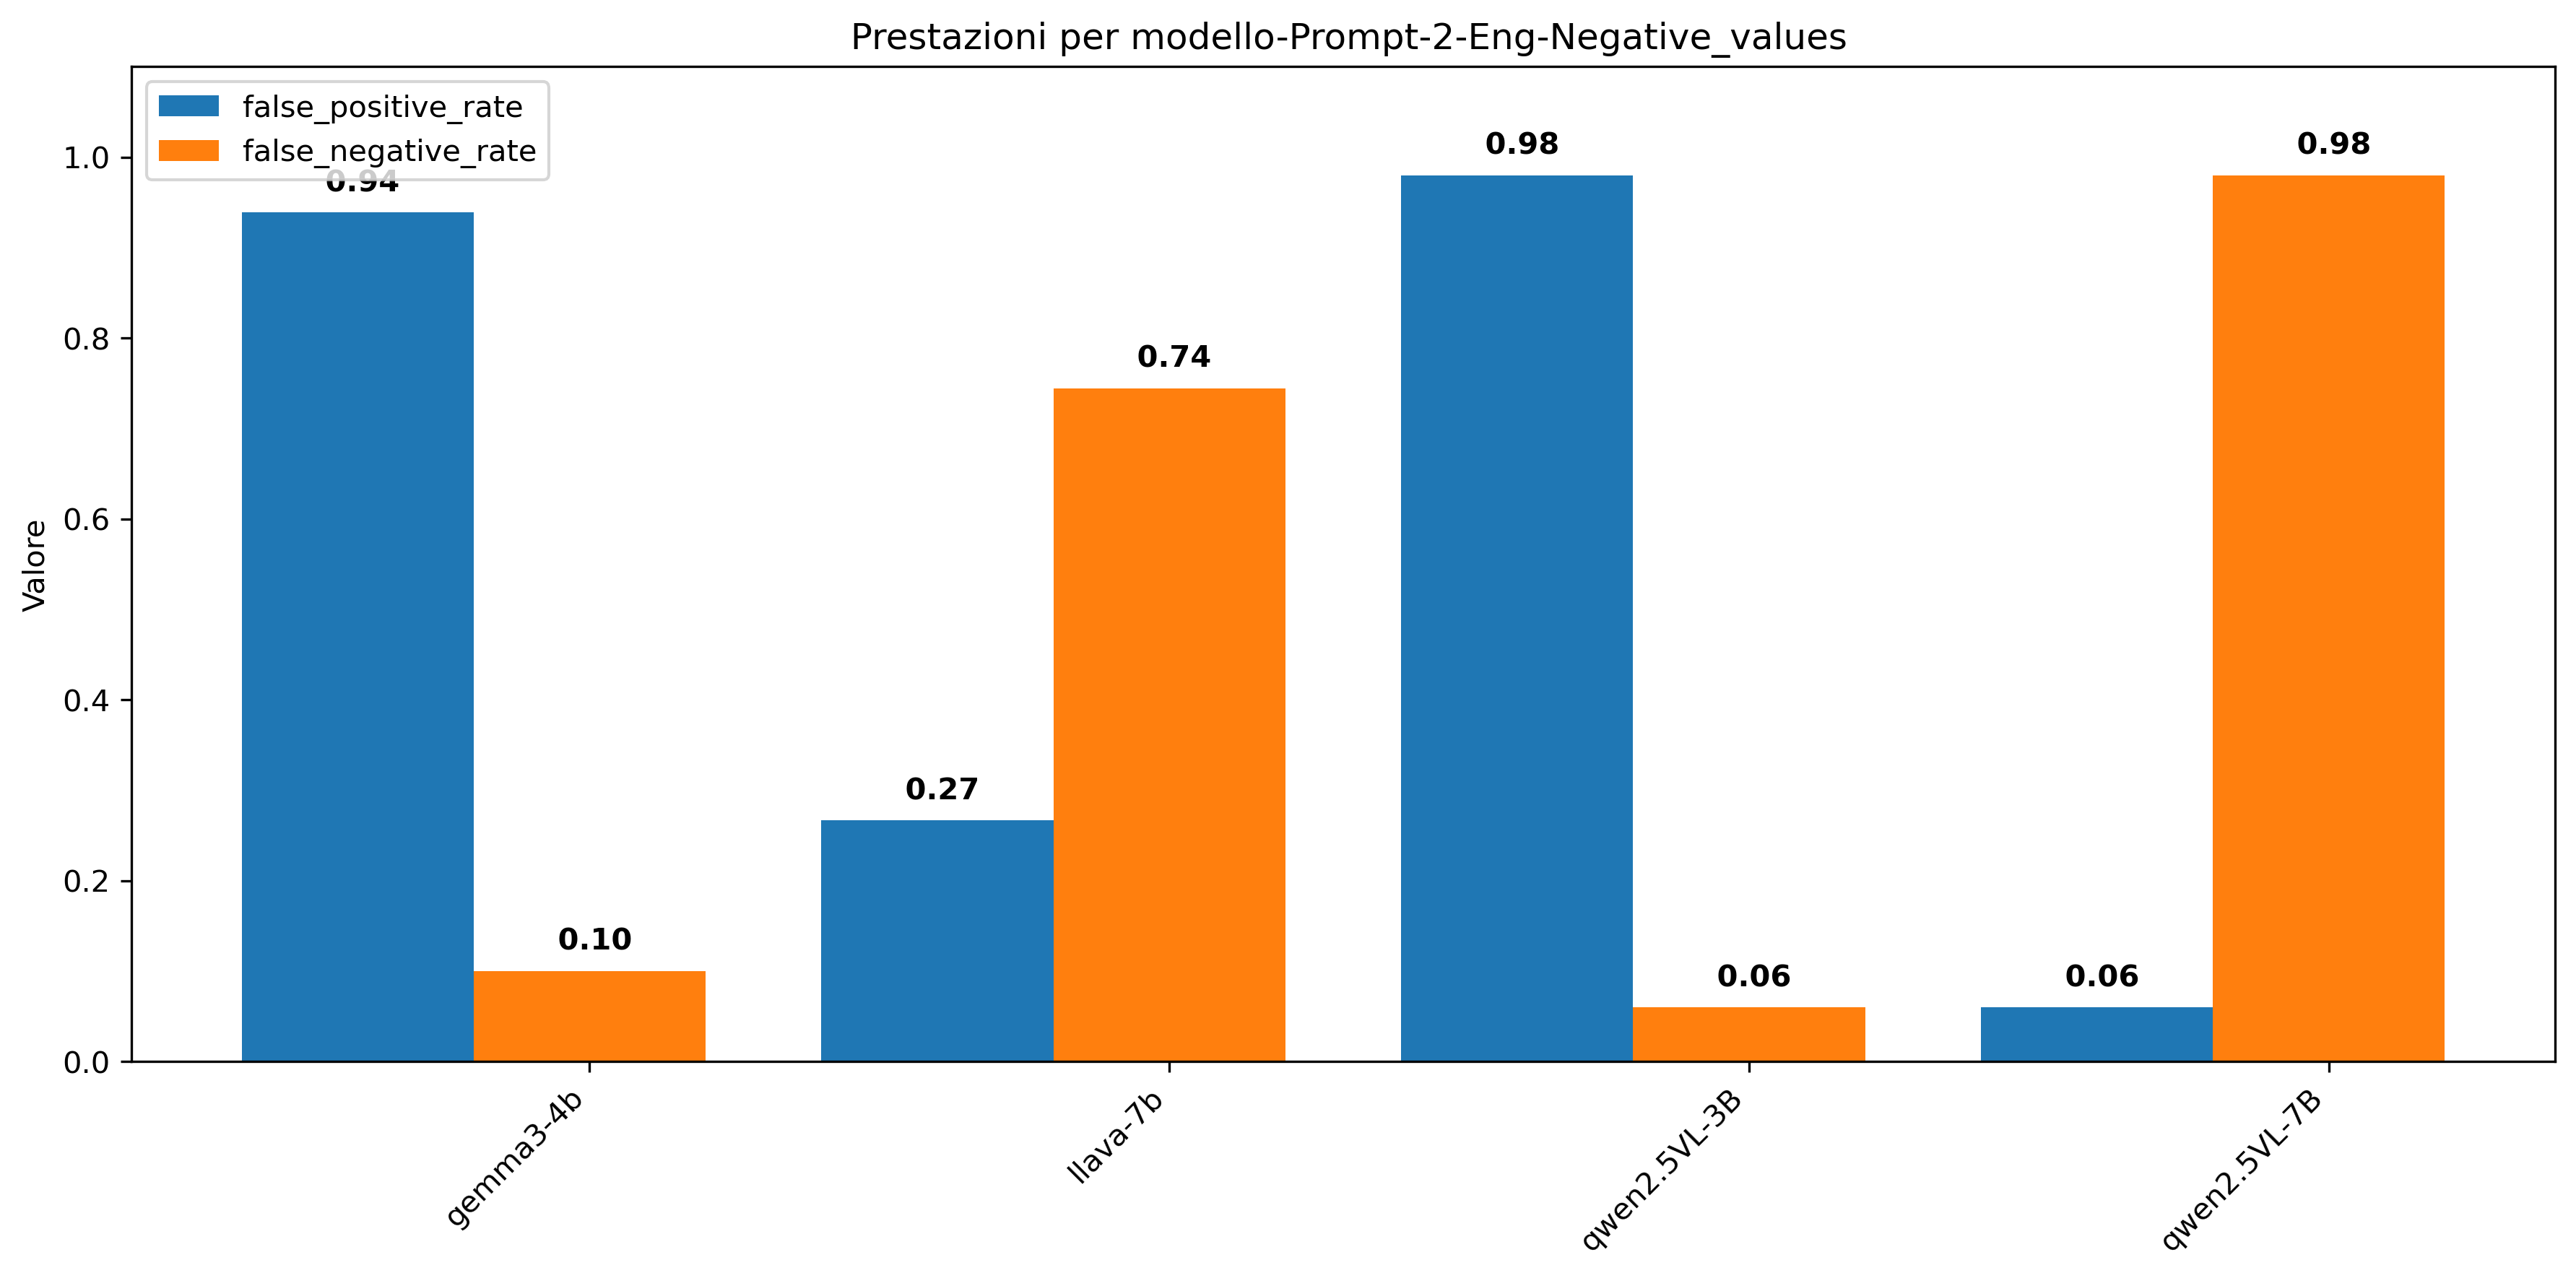 Prestazioni per modello-Prompt-2-Eng-Negative_values
false_positive_rate
false_negative_rate
Valore
1.0
0.8
0.6
0.4
0.2
0.0
0.94
0.10
0.27
0.74
0.98
0.06
0.06
0.98
gemma3-4b
llava-7b
qwen2.5VL-3B
qwen2.5VL-7B